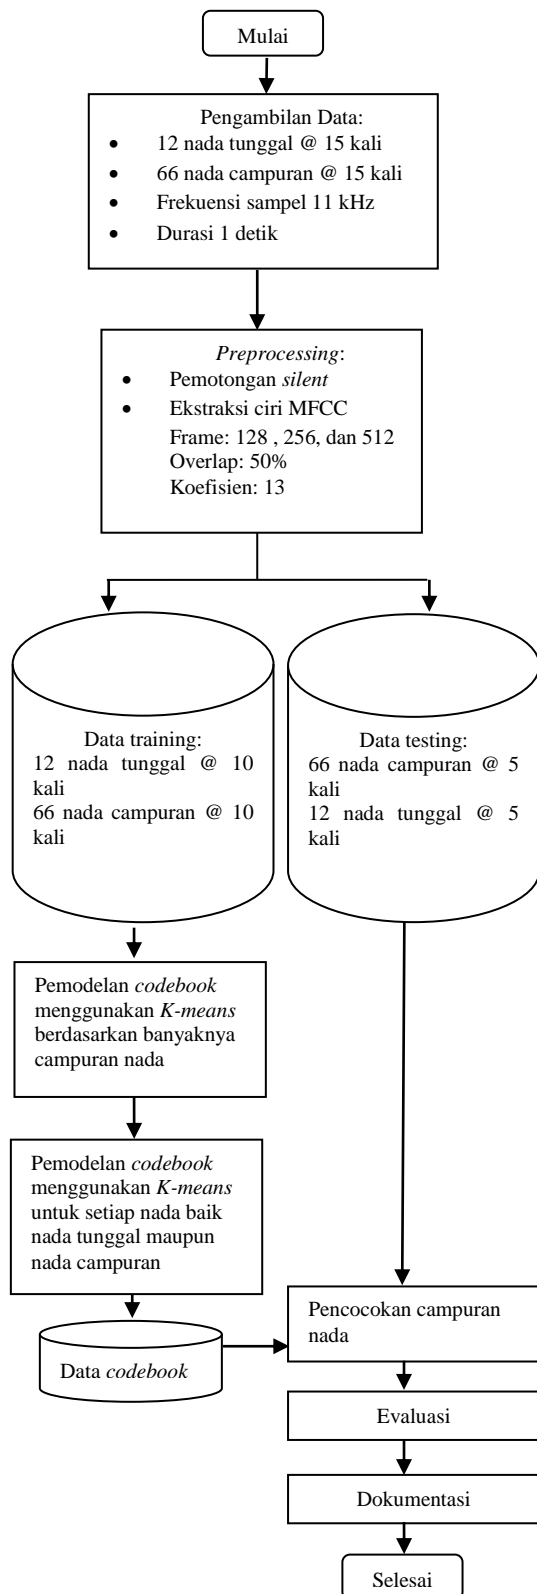 Mulai
Pengambilan Data:
• 12 nada tunggal @ 15 kali
• 66 nada campuran @ 15 kali
• Frekuensi sampel 11 kHz
• Durasi 1 detik
Preprocessing:
• Pemotongan silent
• Ekstraksi ciri MFCC
Frame: 128 , 256, dan 512
Overlap: 50%
Koefisien: 13
Data training:
12 nada tunggal @ 10
kali
66 nada campuran @ 10
kali
Data testing:
66 nada campuran @ 5
kali
12 nada tunggal @ 5
kali
Pemodelan codebook
menggunakan K-means
berdasarkan banyaknya
campuran nada
Pemodelan codebook
menggunakan K-means
untuk setiap nada baik
nada tunggal maupun
nada campuran
Data codebook
Pencocokan campuran
nada
Evaluasi
Dokumentasi
Selesai